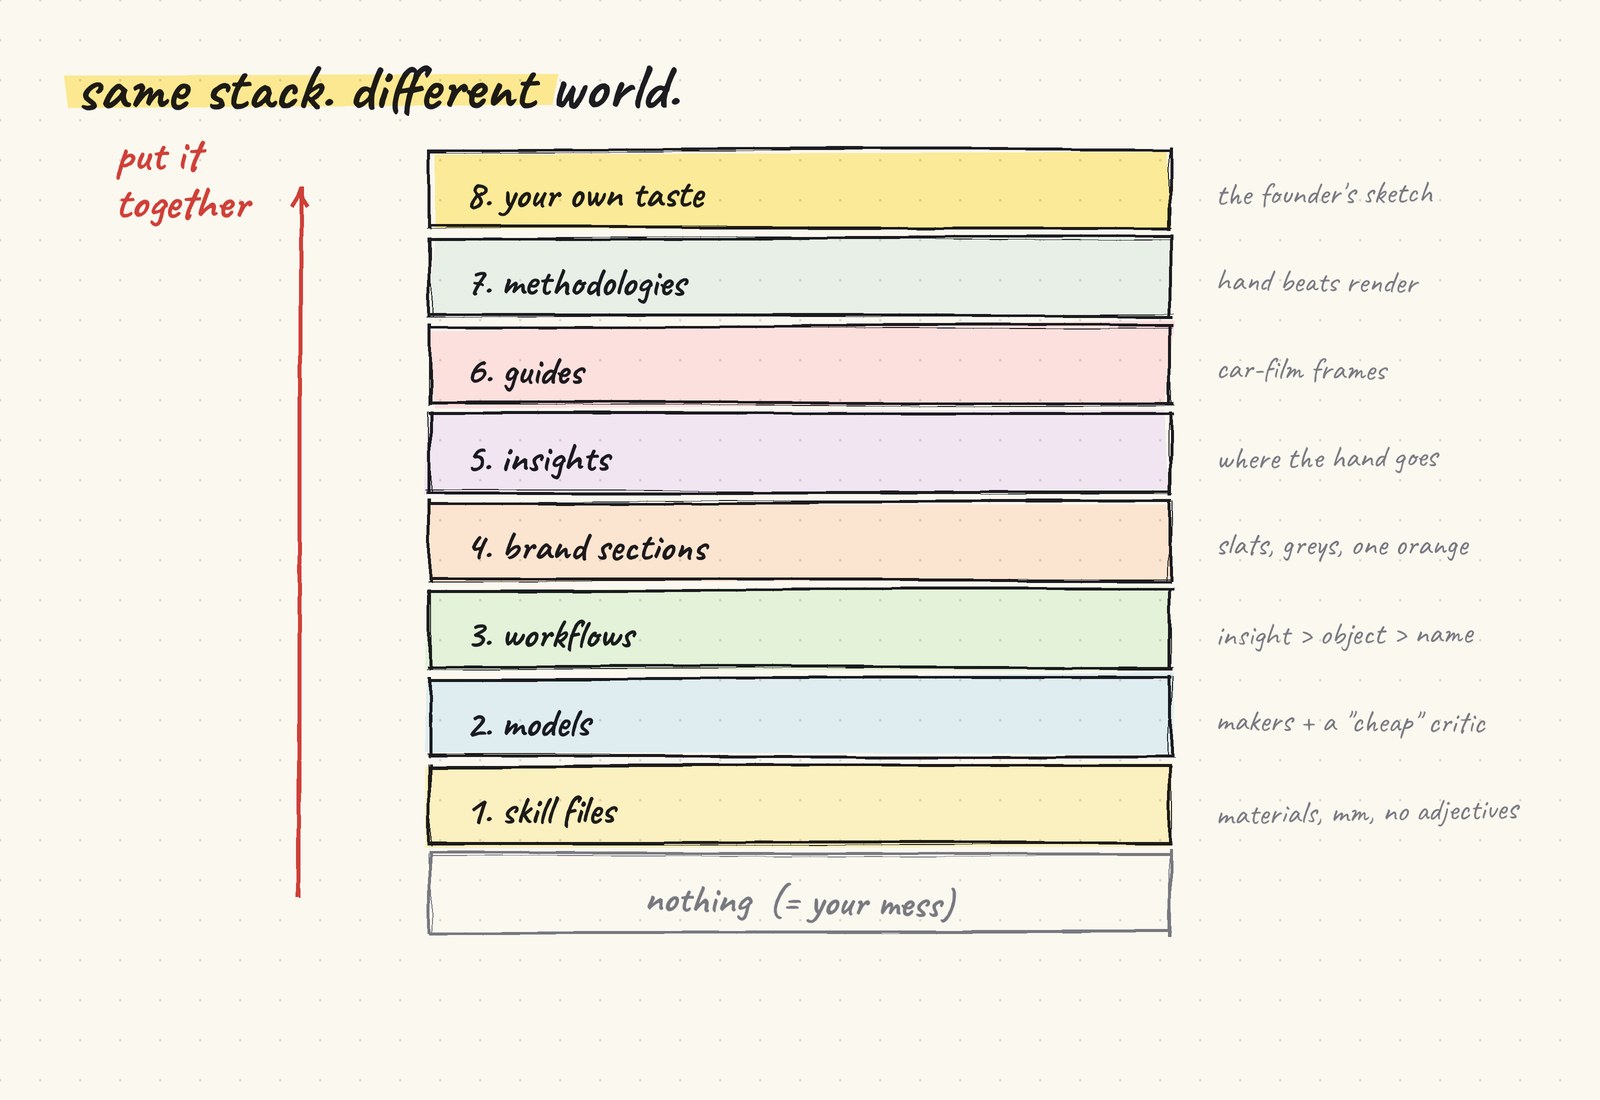 same stack. different world.
put it
together
8. your own taste
the founder's sketch
7. methodologies
hand beats render
6. guides
car-film frames
5. insights
where the hand goes
4. brand sections
slats, greys, one orange
3. workflows
insight > object > name
2. models
makers + a "cheap" critic
1. skill files
materials, mm, no adjectives
nothing (= your mess)